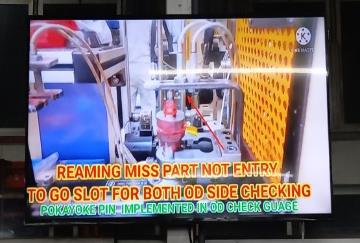 REAMING MISS PART NOT ENTRY
TO GO SLOT FOR BOTH OD SIDE CHECKING
POKAYOKE PIN IMPLEMENTED IN OD CHECK GUAGE